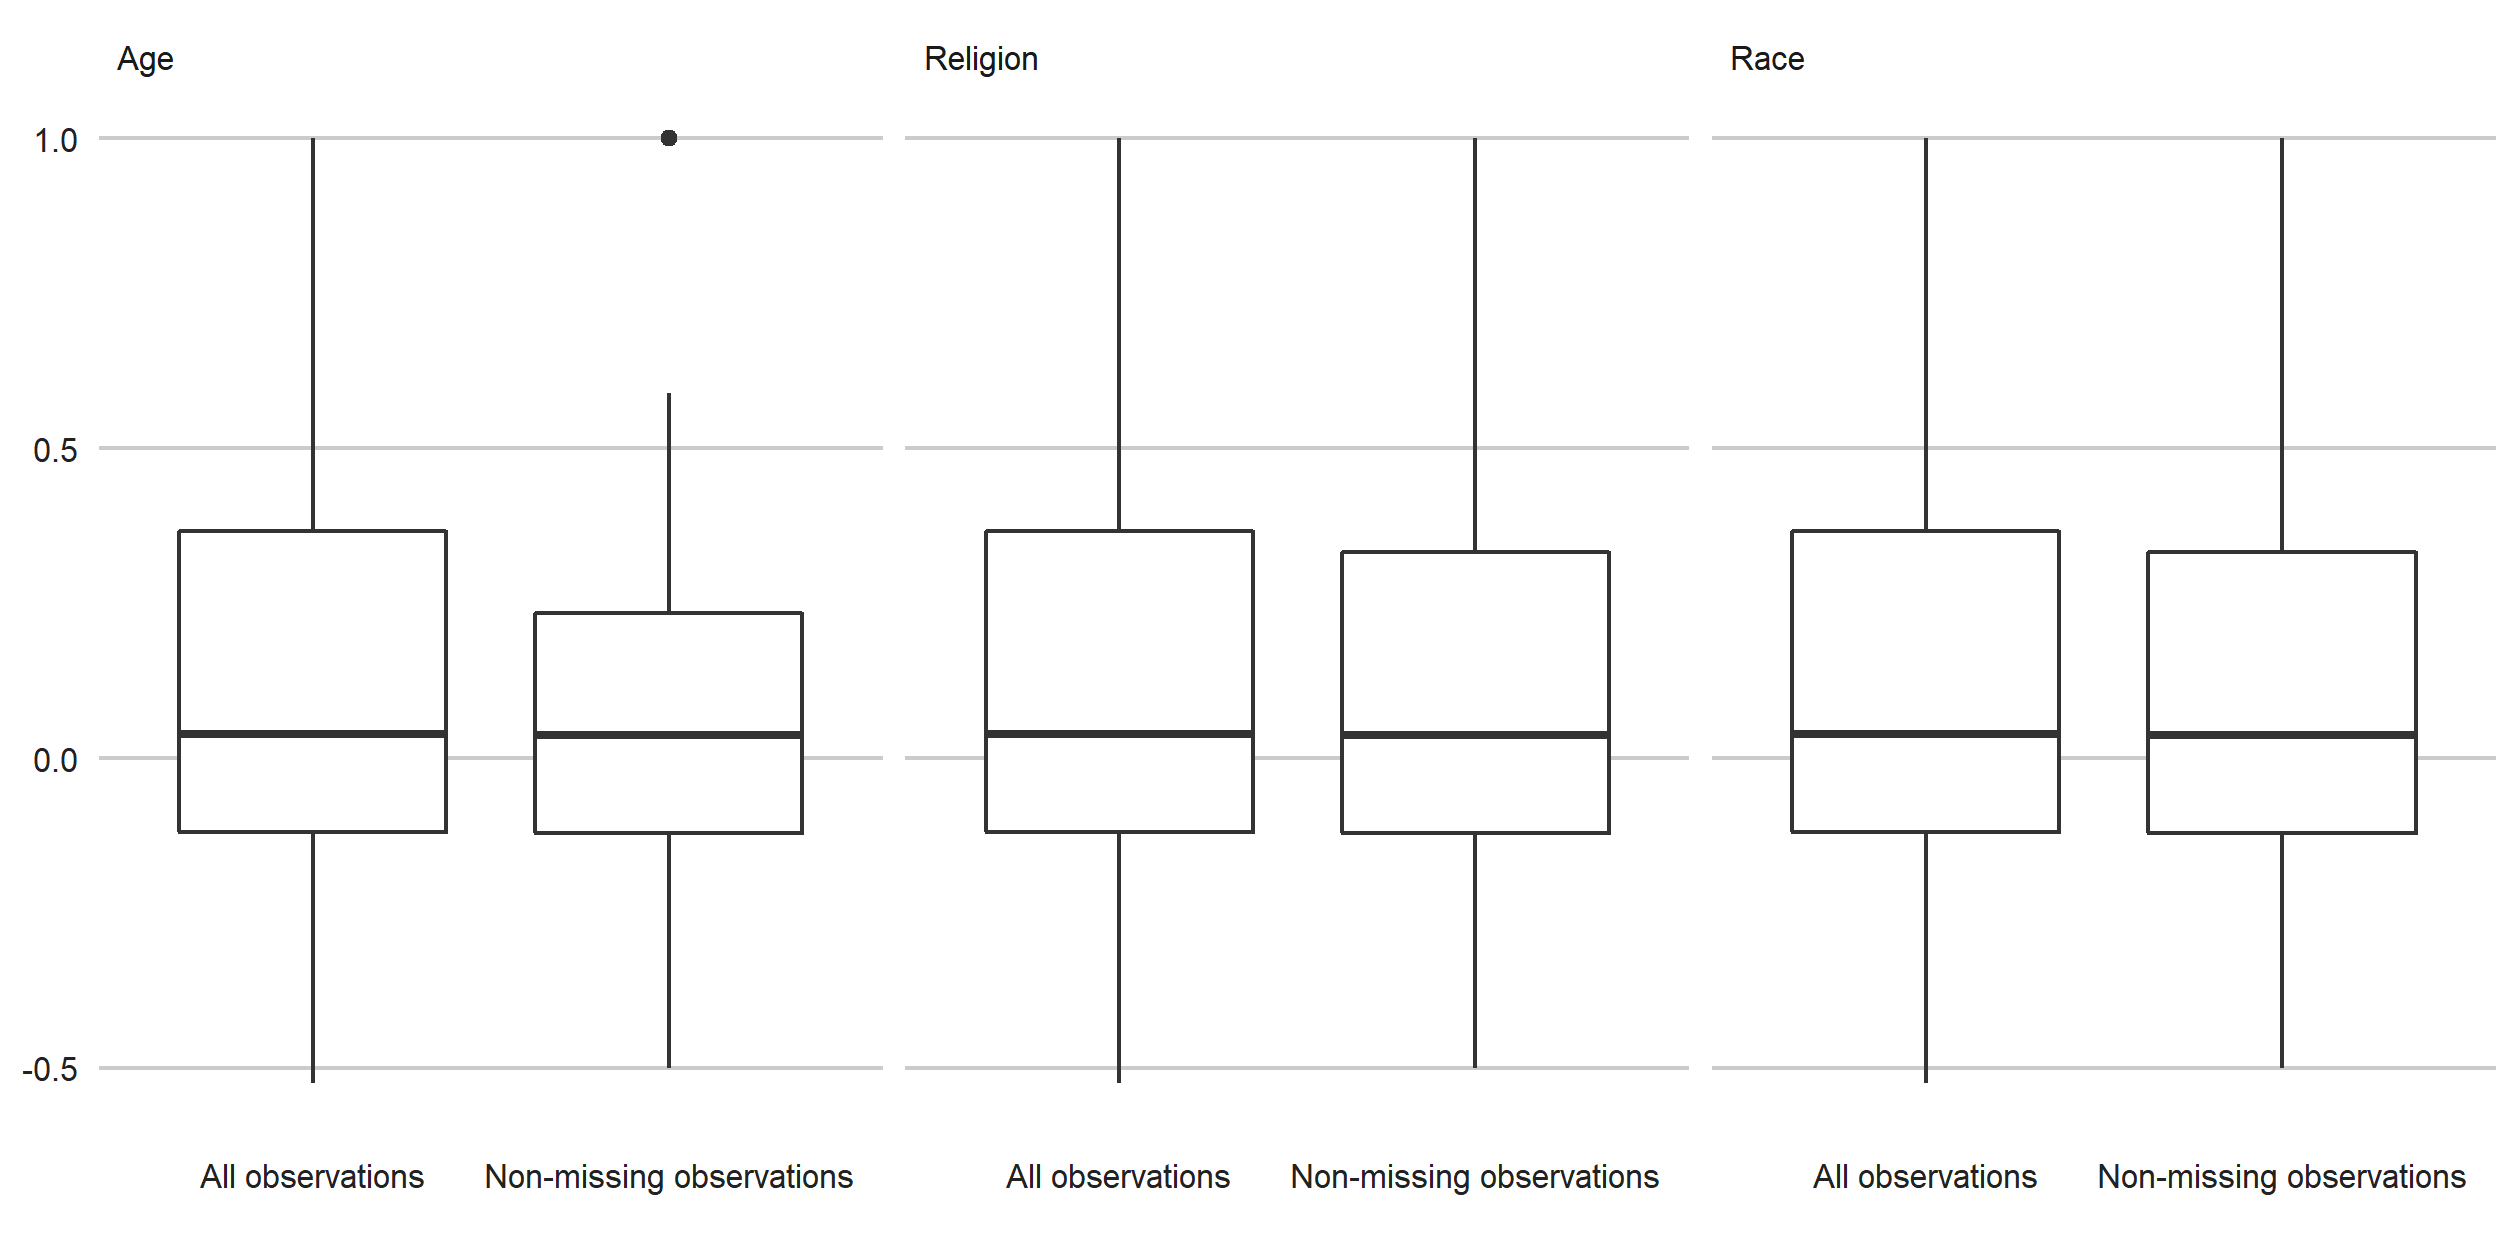 Age
Religion
Race
1.0
0.5
0.0
-0.5
All observations
Non-missing observations
All observations
Non-missing observations
All observations
Non-missing observations